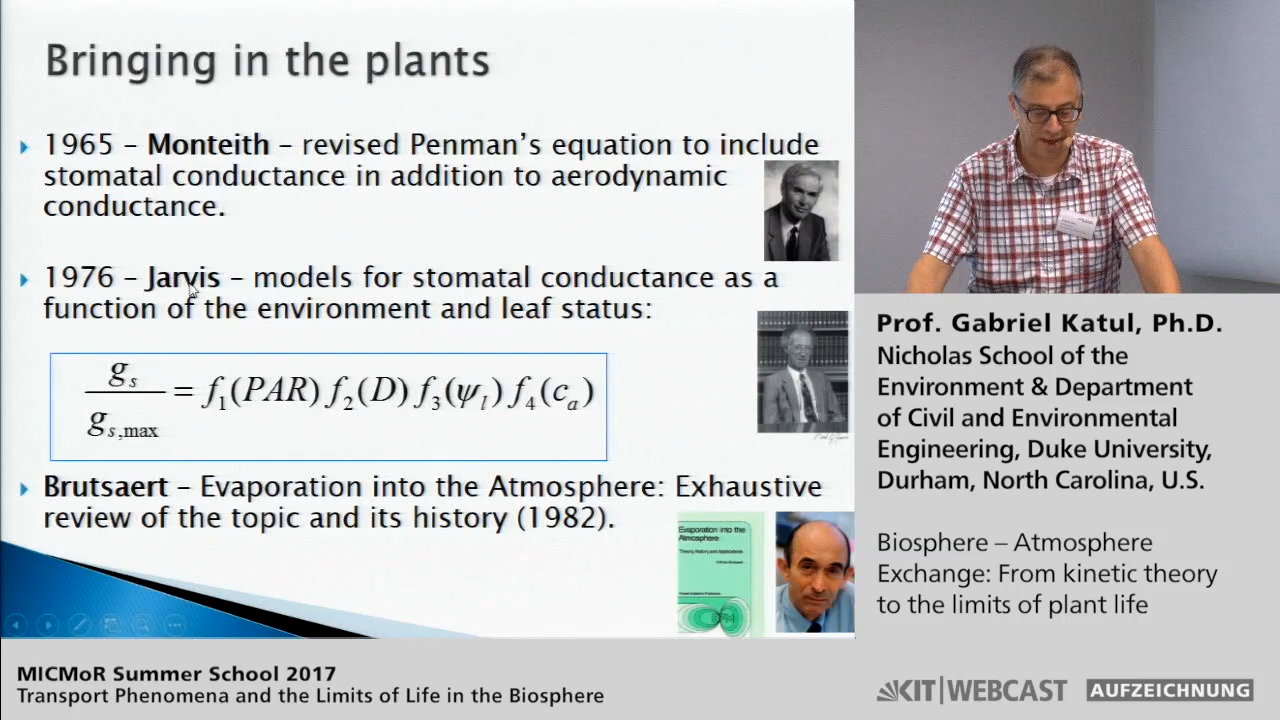 Bringing in the plants
1965 – Monteith – revised Penman's equation to include
stomatal conductance in addition to aerodynamic
conductance.
1976 – Jarvis – models for stomatal conductance as a
function of the environment and leaf status:
g_s / g_{s,max} = f_1(PAR) f_2(D) f_3(ψ_l) f_4(c_a)
Brutsaert – Evaporation into the Atmosphere: Exhaustive
review of the topic and its history (1982).
Evaporation into the
Atmosphere
Theory, History and Applications
Prof. Gabriel Katul, Ph.D.
Nicholas School of the
Environment & Department
of Civil and Environmental
Engineering, Duke University,
Durham, North Carolina, U.S.
Biosphere – Atmosphere
Exchange: From kinetic theory
to the limits of plant life
MICMoR Summer School 2017
Transport Phenomena and the Limits of Life in the Biosphere
KIT|WEBCAST AUFZEICHNUNG